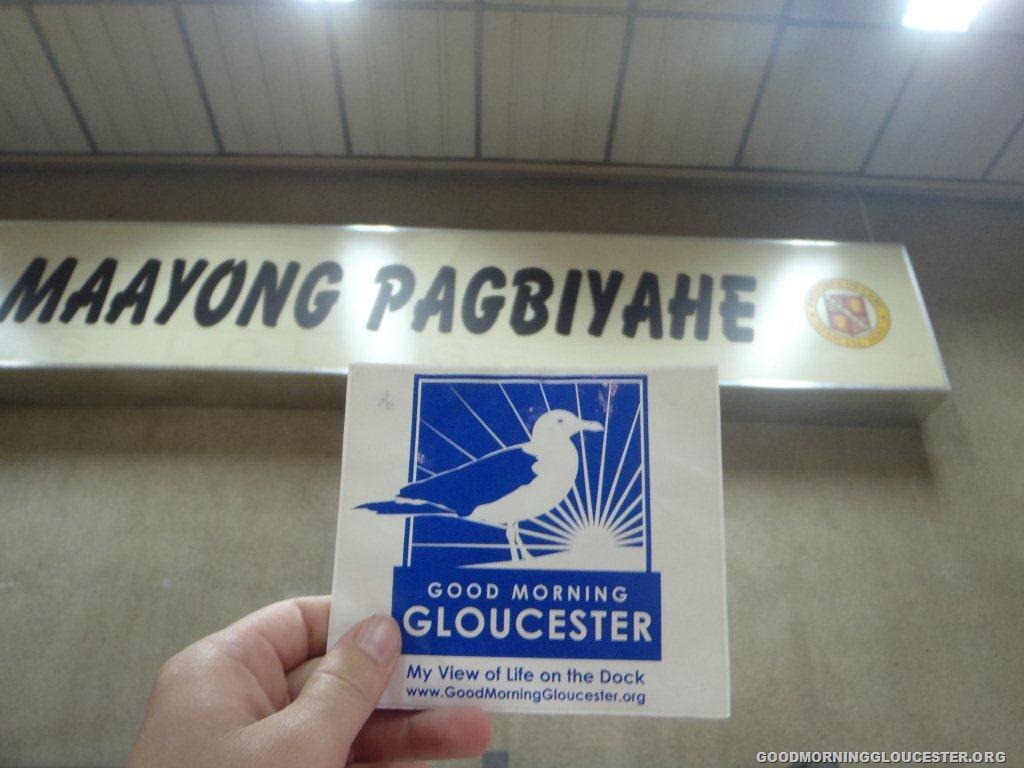 MAAYONG PAGBIYAHE
GOOD MORNING
GLOUCESTER
My View of Life on the Dock
www.GoodMorningGloucester.org
GOODMORNINGGLOUCESTER.ORG